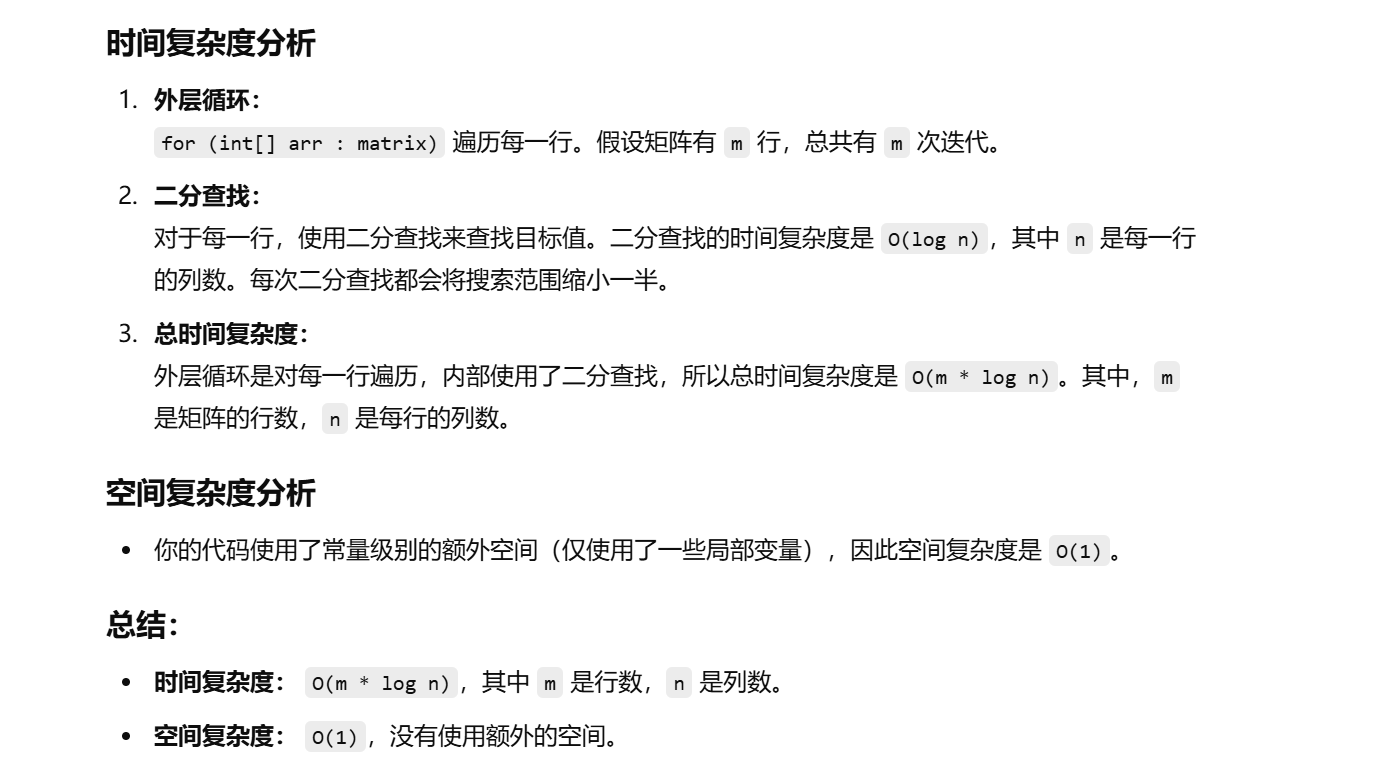 时间复杂度分析
1. 外层循环：
for (int[] arr : matrix) 遍历每一行。假设矩阵有 m 行，总共有 m 次迭代。
2. 二分查找：
对于每一行，使用二分查找来查找目标值。二分查找的时间复杂度是 O(log n)，其中 n 是每一行
的列数。每次二分查找都会将搜索范围缩小一半。
3. 总时间复杂度：
外层循环是对每一行遍历，内部使用了二分查找，所以总时间复杂度是 O(m * log n)。其中，m
是矩阵的行数，n 是每行的列数。
空间复杂度分析
• 你的代码使用了常量级别的额外空间（仅使用了一些局部变量），因此空间复杂度是 O(1)。
总结：
• 时间复杂度： O(m * log n)，其中 m 是行数，n 是列数。
• 空间复杂度： O(1)，没有使用额外的空间。